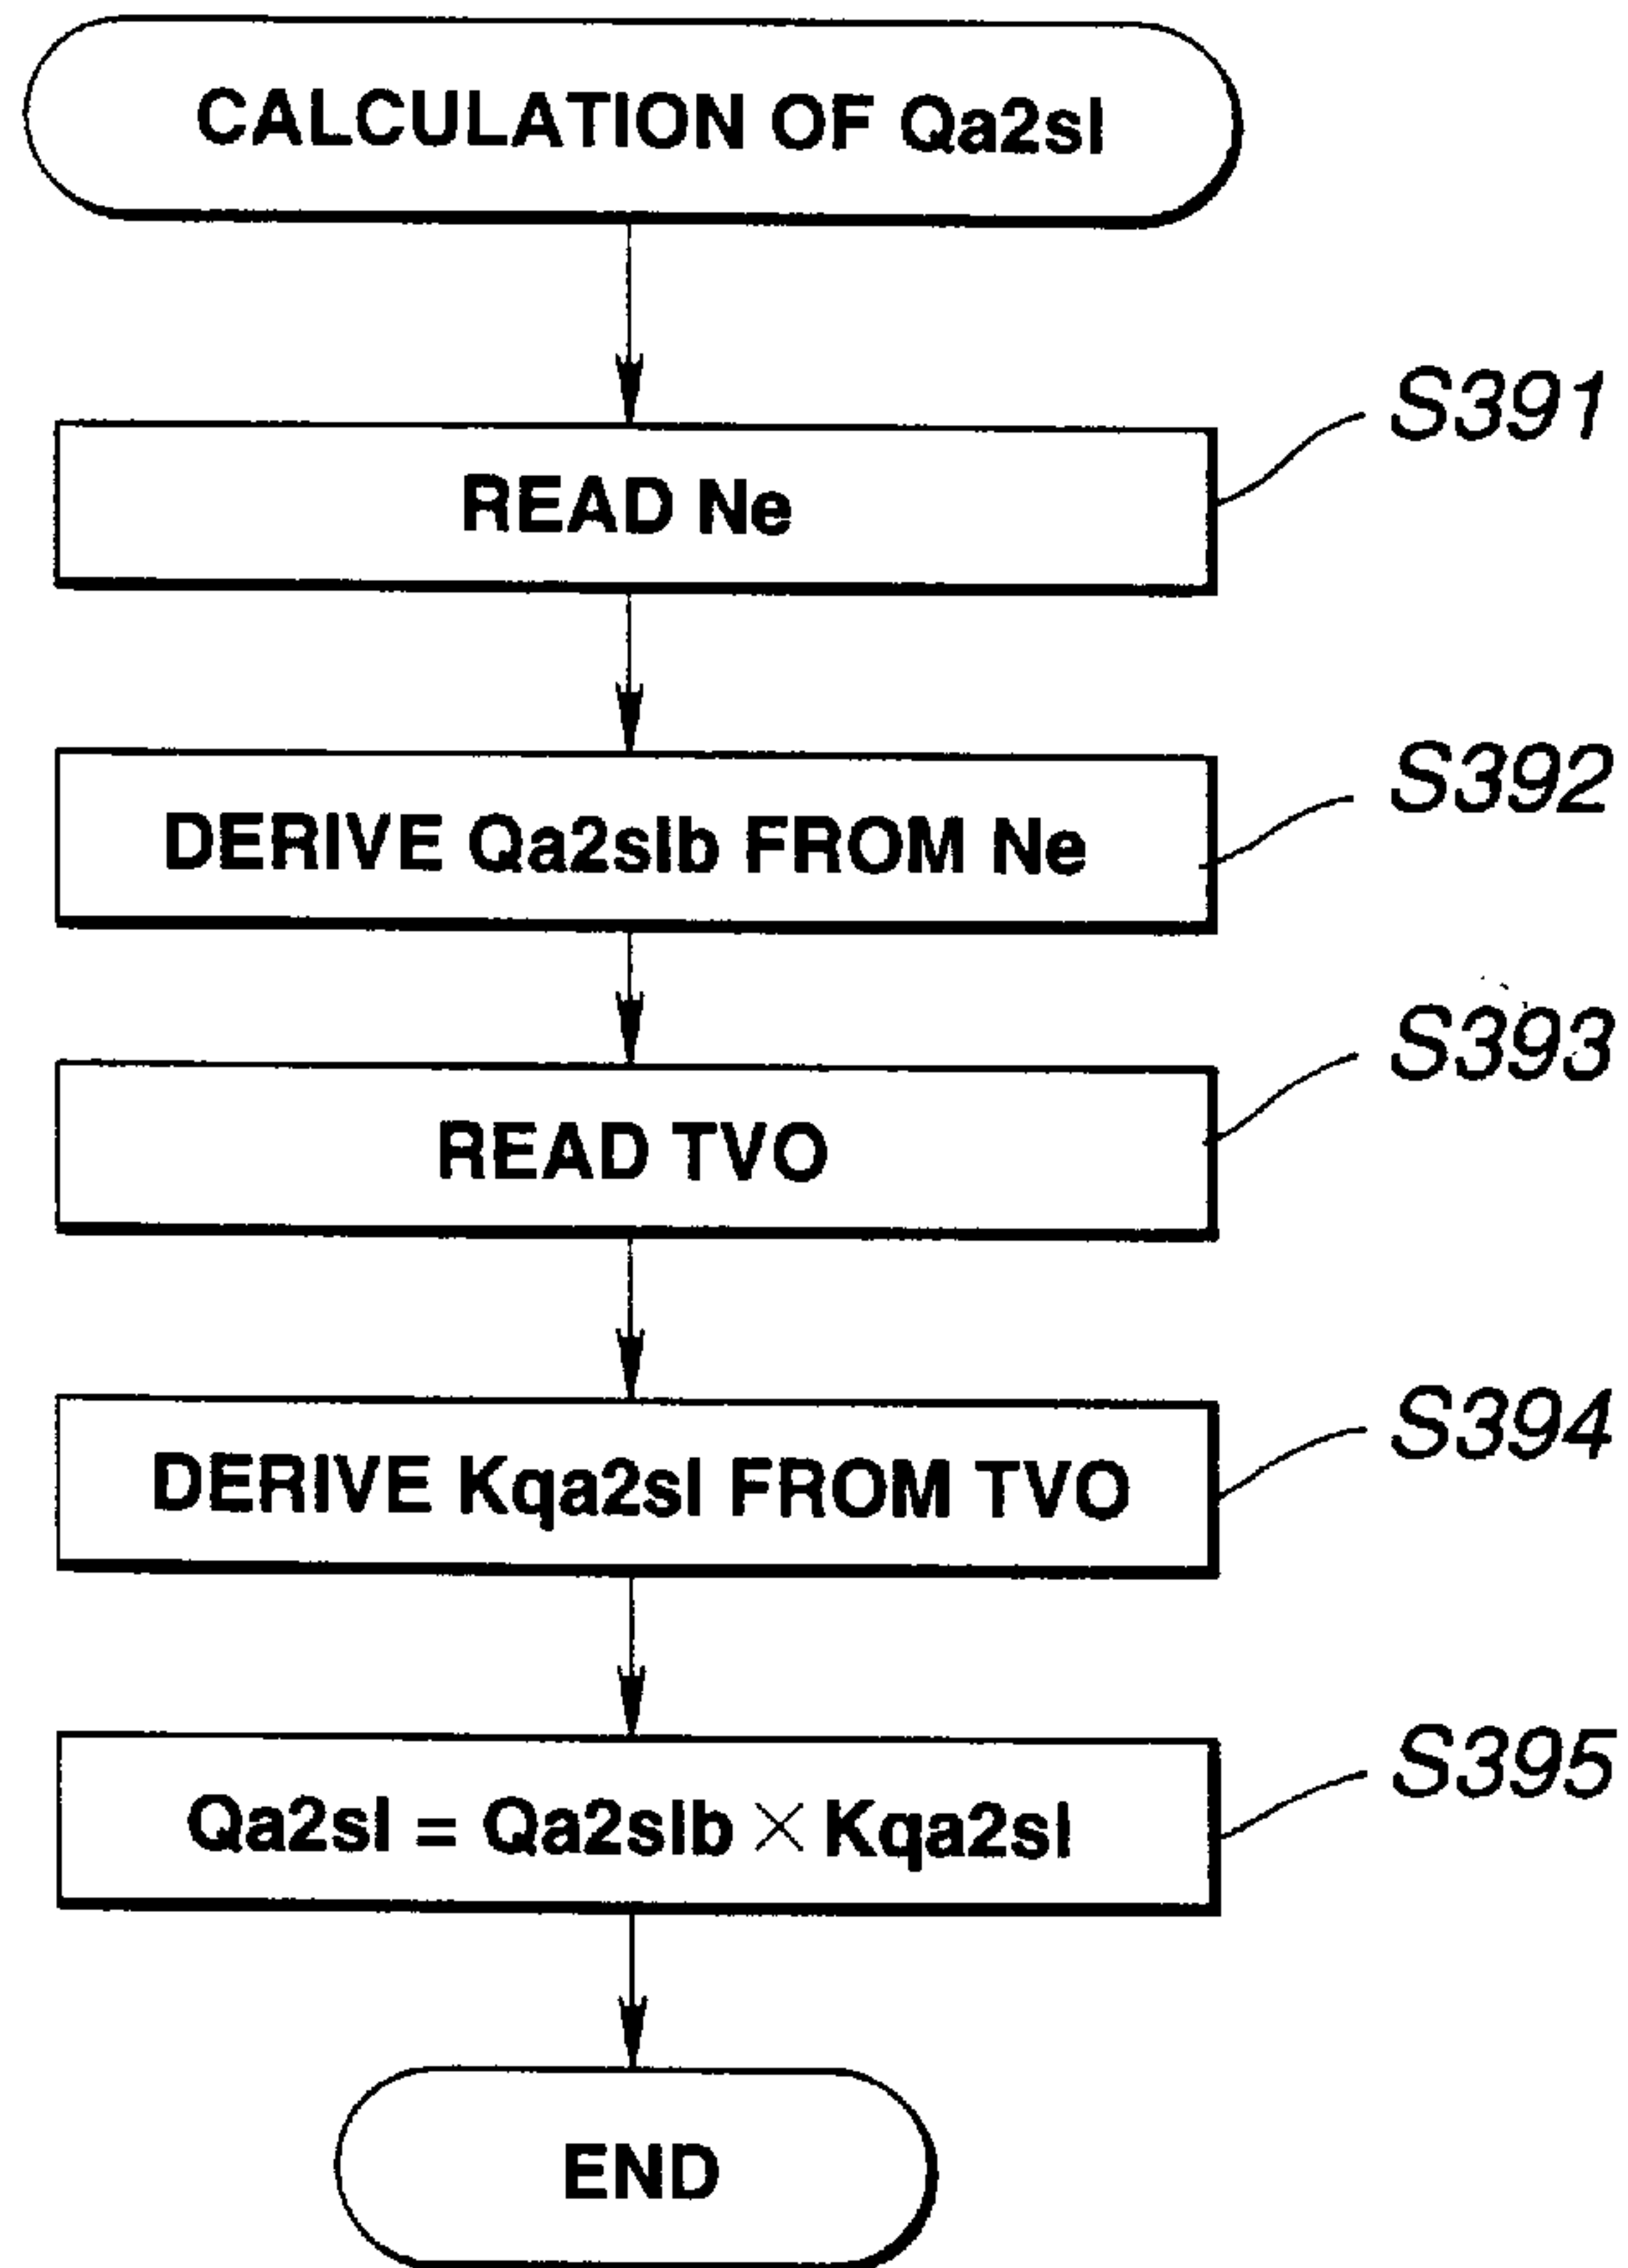 CALCULATION OF Qa2sl
READ Ne
S391
DERIVE Qa2slb FROM Ne
S392
READ TVO
S393
DERIVE Kqa2sl FROM TVO
S394
Qa2sl = Qa2slb × Kqa2sl
S395
END